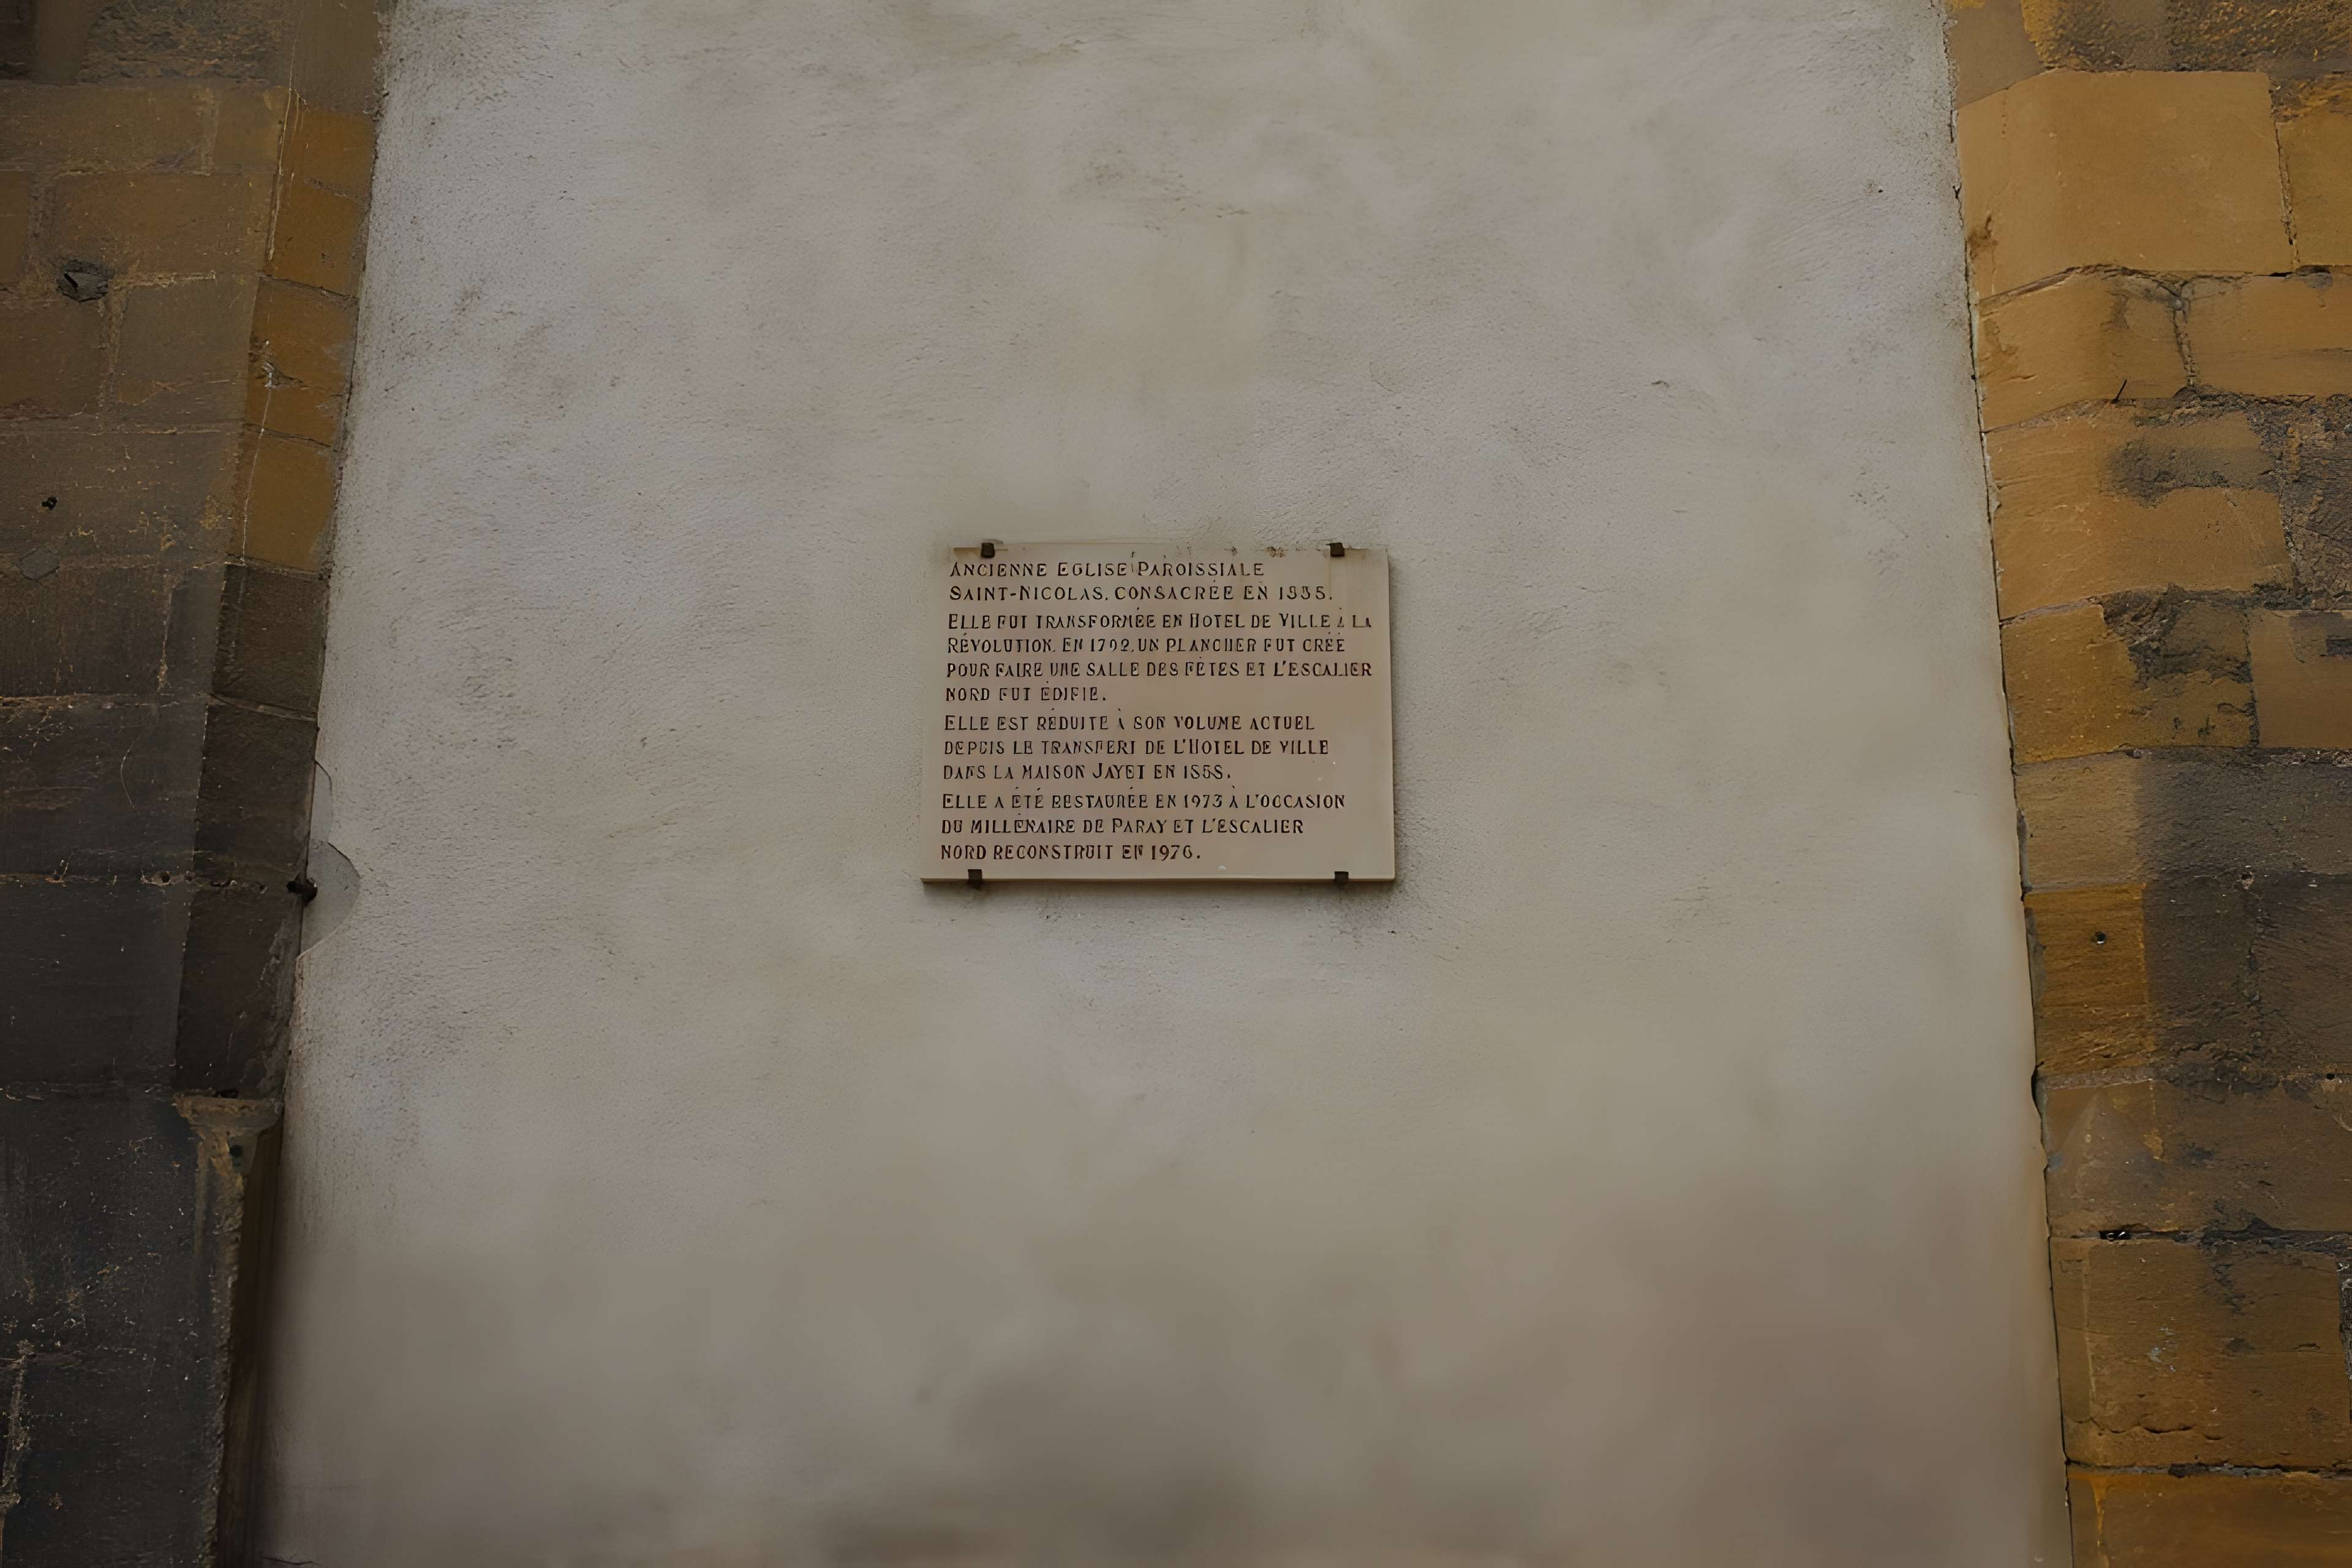 ANCIENNE EGLISE PAROISSIALE
SAINT-NICOLAS, CONSACRÉE EN 1535.
ELLE FUT TRANSFORMÉE EN HOTEL DE VILLE À LA
RÉVOLUTION. EN 1792, UN PLANCHER FUT CRÉÉ
POUR FAIRE UNE SALLE DES FÊTES ET L'ESCALIER
NORD FUT ÉDIFIE.
ELLE EST RÉDUITE À SON VOLUME ACTUEL
DEPUIS LE TRANSFERT DE L'HOTEL DE VILLE
DANS LA MAISON JAYET EN 1858.
ELLE A ÉTÉ RESTAURÉE EN 1973 À L'OCCASION
DU MILLÉNAIRE DE PARAY ET L'ESCALIER
NORD RECONSTRUIT EN 1976.